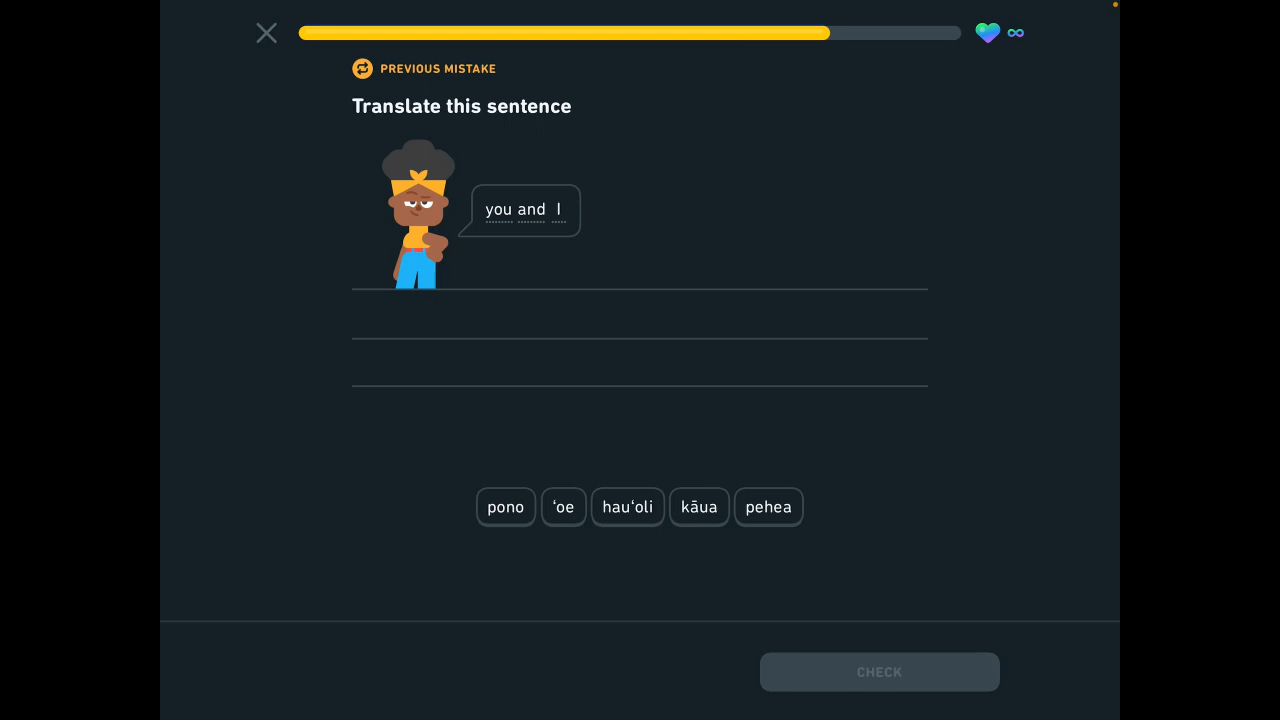 PREVIOUS MISTAKE
Translate this sentence
you and I
pono ʻoe hauʻoli kāua pehea
CHECK